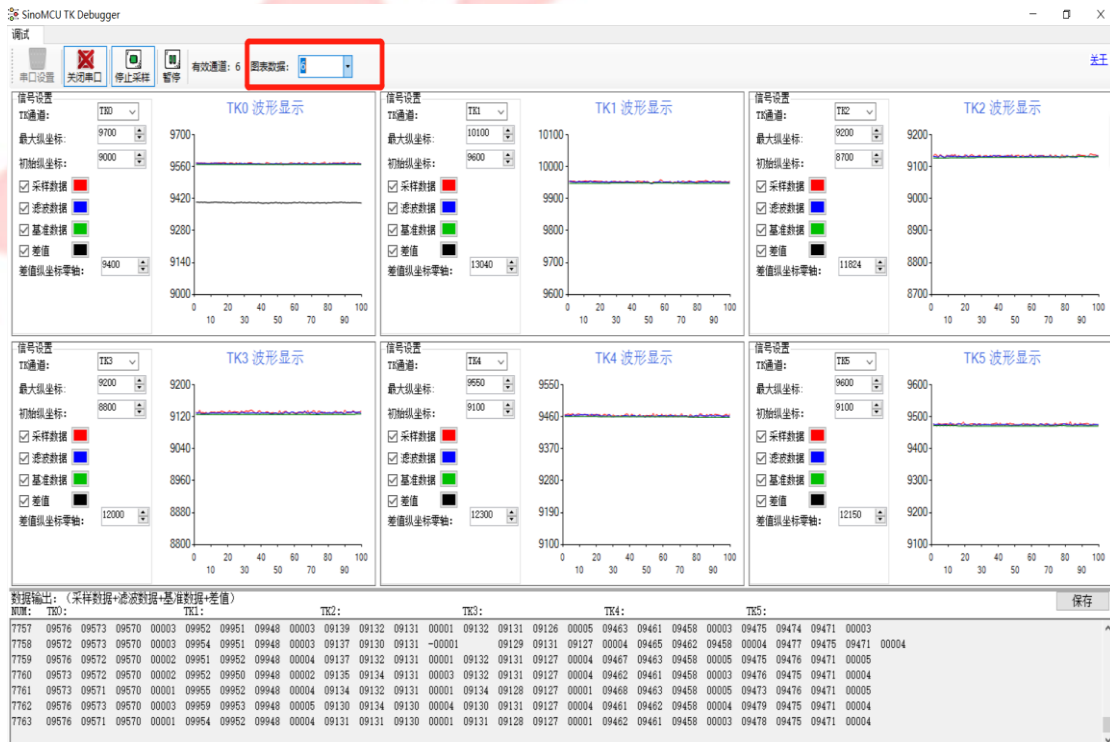 SinoMCU TK Debugger
调试
串口设置 关闭串口 停止采样 暂停 有效通道: 6 图表数据: 6 关于
信号设置
TK通道: TK0
最大纵坐标: 9700
初始纵坐标: 9000
采样数据
滤波数据
基准数据
差值
差值纵坐标零轴: 9400
TK0 波形显示
9700
9560
9420
9280
9140
9000
0 20 40 60 80 100
10 30 50 70 90
信号设置
TK通道: TK1
最大纵坐标: 10100
初始纵坐标: 9600
采样数据
滤波数据
基准数据
差值
差值纵坐标零轴: 13040
TK1 波形显示
10100
10000
9900
9800
9700
9600
0 20 40 60 80 100
10 30 50 70 90
信号设置
TK通道: TK2
最大纵坐标: 9200
初始纵坐标: 8700
采样数据
滤波数据
基准数据
差值
差值纵坐标零轴: 11824
TK2 波形显示
9200
9100
9000
8900
8800
8700
0 20 40 60 80 100
10 30 50 70 90
信号设置
TK通道: TK3
最大纵坐标: 9200
初始纵坐标: 8800
采样数据
滤波数据
基准数据
差值
差值纵坐标零轴: 12000
TK3 波形显示
9200
9120
9040
8960
8880
8800
0 20 40 60 80 100
10 30 50 70 90
信号设置
TK通道: TK4
最大纵坐标: 9550
初始纵坐标: 9100
采样数据
滤波数据
基准数据
差值
差值纵坐标零轴: 12300
TK4 波形显示
9550
9460
9370
9280
9190
9100
0 20 40 60 80 100
10 30 50 70 90
信号设置
TK通道: TK5
最大纵坐标: 9600
初始纵坐标: 9100
采样数据
滤波数据
基准数据
差值
差值纵坐标零轴: 12150
TK5 波形显示
9600
9500
9400
9300
9200
9100
0 20 40 60 80 100
10 30 50 70 90
数据输出: (采样数据+滤波数据+基准数据+差值) 保存
NUM: TK0: TK1: TK2: TK3: TK4: TK5:
7757 09576 09573 09570 00003 09952 09951 09948 00003 09139 09132 09131 00001 09132 09131 09126 00005 09463 09461 09458 00003 09475 09474 09471 00003
7758 09572 09573 09570 00003 09954 09951 09948 00003 09137 09130 09131 -00001 09129 09131 09127 00004 09465 09462 09458 00004 09477 09475 09471 00004
7759 09576 09572 09570 00002 09951 09952 09948 00004 09137 09132 09131 00001 09132 09131 09127 00004 09467 09463 09458 00005 09475 09476 09471 00005
7760 09573 09572 09570 00002 09952 09950 09948 00002 09135 09134 09131 00003 09132 09131 09127 00004 09462 09461 09458 00003 09476 09475 09471 00004
7761 09573 09571 09570 00001 09955 09952 09948 00004 09134 09132 09131 00001 09134 09128 09127 00001 09468 09463 09458 00005 09473 09476 09471 00005
7762 09576 09573 09570 00003 09959 09953 09948 00005 09130 09134 09130 00004 09130 09131 09127 00004 09461 09462 09458 00004 09479 09475 09471 00004
7763 09576 09571 09570 00001 09954 09952 09948 00004 09131 09131 09130 00001 09131 09128 09127 00001 09462 09461 09458 00003 09478 09475 09471 00004